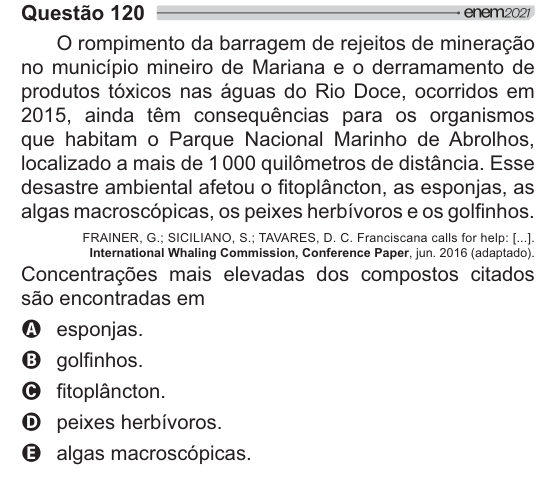 Questão 120 enem2021
O rompimento da barragem de rejeitos de mineração
no município mineiro de Mariana e o derramamento de
produtos tóxicos nas águas do Rio Doce, ocorridos em
2015, ainda têm consequências para os organismos
que habitam o Parque Nacional Marinho de Abrolhos,
localizado a mais de 1 000 quilômetros de distância. Esse
desastre ambiental afetou o fitoplâncton, as esponjas, as
algas macroscópicas, os peixes herbívoros e os golfinhos.
FRAINER, G.; SICILIANO, S.; TAVARES, D. C. Franciscana calls for help: [...].
International Whaling Commission, Conference Paper, jun. 2016 (adaptado).
Concentrações mais elevadas dos compostos citados
são encontradas em
A esponjas.
B golfinhos.
C fitoplâncton.
D peixes herbívoros.
E algas macroscópicas.